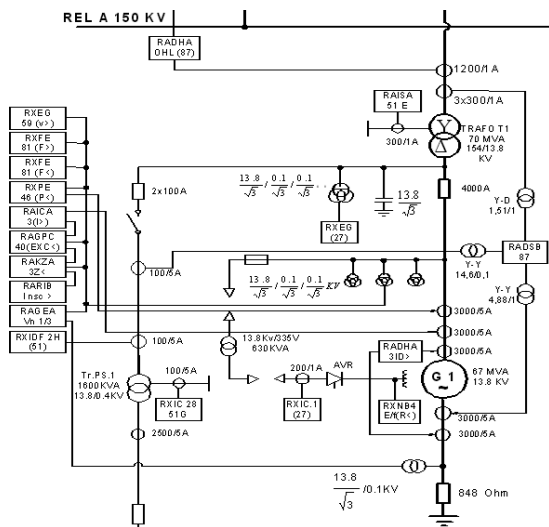 REL A 150 KV
RADHA
OHL (87)
1200/1A
3x300/1A
RAISA
51 E
300/1A
Y
Δ
TRAFO T1
70 MVA
154/13.8
KV
RXEG
59 (v>)
RXFE
81 (F>)
RXFE
81 (F<)
RXPE
46 (P<)
RAICA
3(I>)
RAGPC
40(EXC<)
RAKZA
3Z<
RARIB
Insc >
RAGEA
Vn 1/3
RXIDF 2H
(51)
2x100A
13.8 / √3 / 0.1 / √3 / 0.1 / √3 ..
RXEG
(27)
13.8
√3
4000A
Y-D
1,51/1
RADSB
87
Y-Y
14,6/0,1
Y-Y
4,88/1
100/5A
13.8 / √3 / 0.1 / √3 / 0.1 / √3 KV
3000/5A
3000/5A
3000/5A
100/5A
13.8Kv/335V
630KVA
RADHA
3ID>
Tr.PS.1
1600KVA
13.8/0.4KV
100/5A
RXIC 28
51G
200/1A
AVR
RXIC.1
(27)
RXNB4
E/f(R<)
G.1
~
67 MVA
13.8 KV
3000/5A
3000/5A
2500/5A
13.8
√3
/0.1KV
848 Ohm